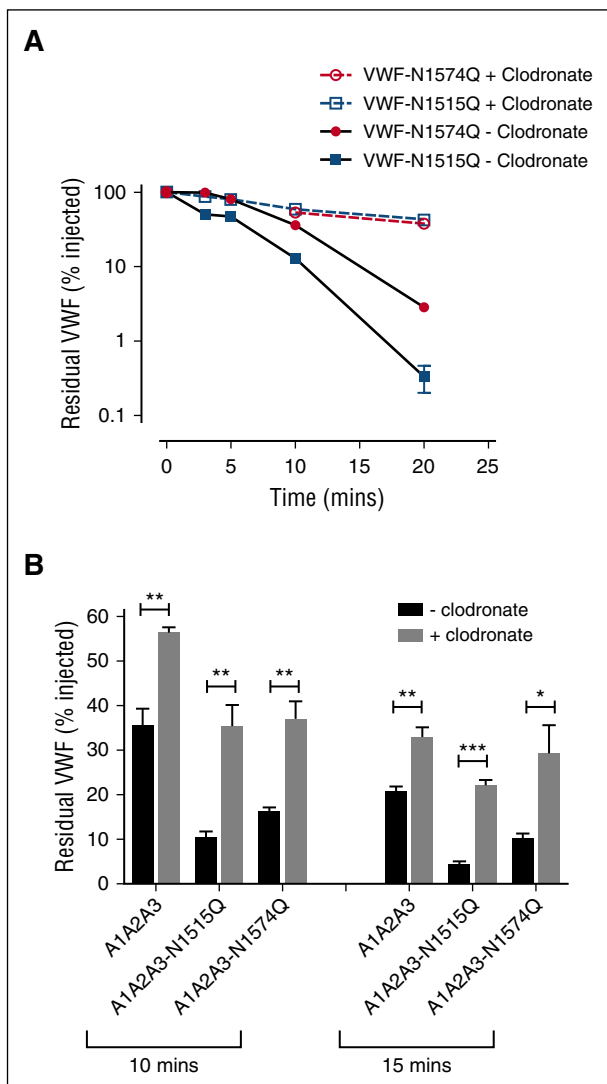 A
VWF-N1574Q + Clodronate
VWF-N1515Q + Clodronate
VWF-N1574Q - Clodronate
VWF-N1515Q - Clodronate
Residual VWF (% injected)
100
10
1
0.1
0 5 10 15 20 25
Time (mins)
B
- clodronate
+ clodronate
Residual VWF (% injected)
60
50
40
30
20
10
0
** ** ** ** *** *
A1A2A3 A1A2A3-N1515Q A1A2A3-N1574Q A1A2A3 A1A2A3-N1515Q A1A2A3-N1574Q
10 mins 15 mins